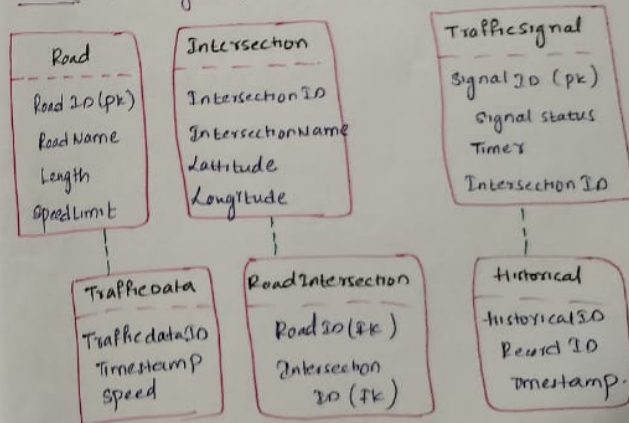 Road
Road ID (pk)
Road Name
Length
SpeedLimit
Intersection
Intersection ID
Intersection Name
Lattitude
Longitude
TrafficSignal
Signal ID (pk)
Signal status
Timer
Intersection ID
TrafficData
TrafficdataID
Timestamp
Speed
RoadIntersection
Road ID (fk)
Intersection
ID (fk)
Historical
Historical ID
Record ID
Timestamp.